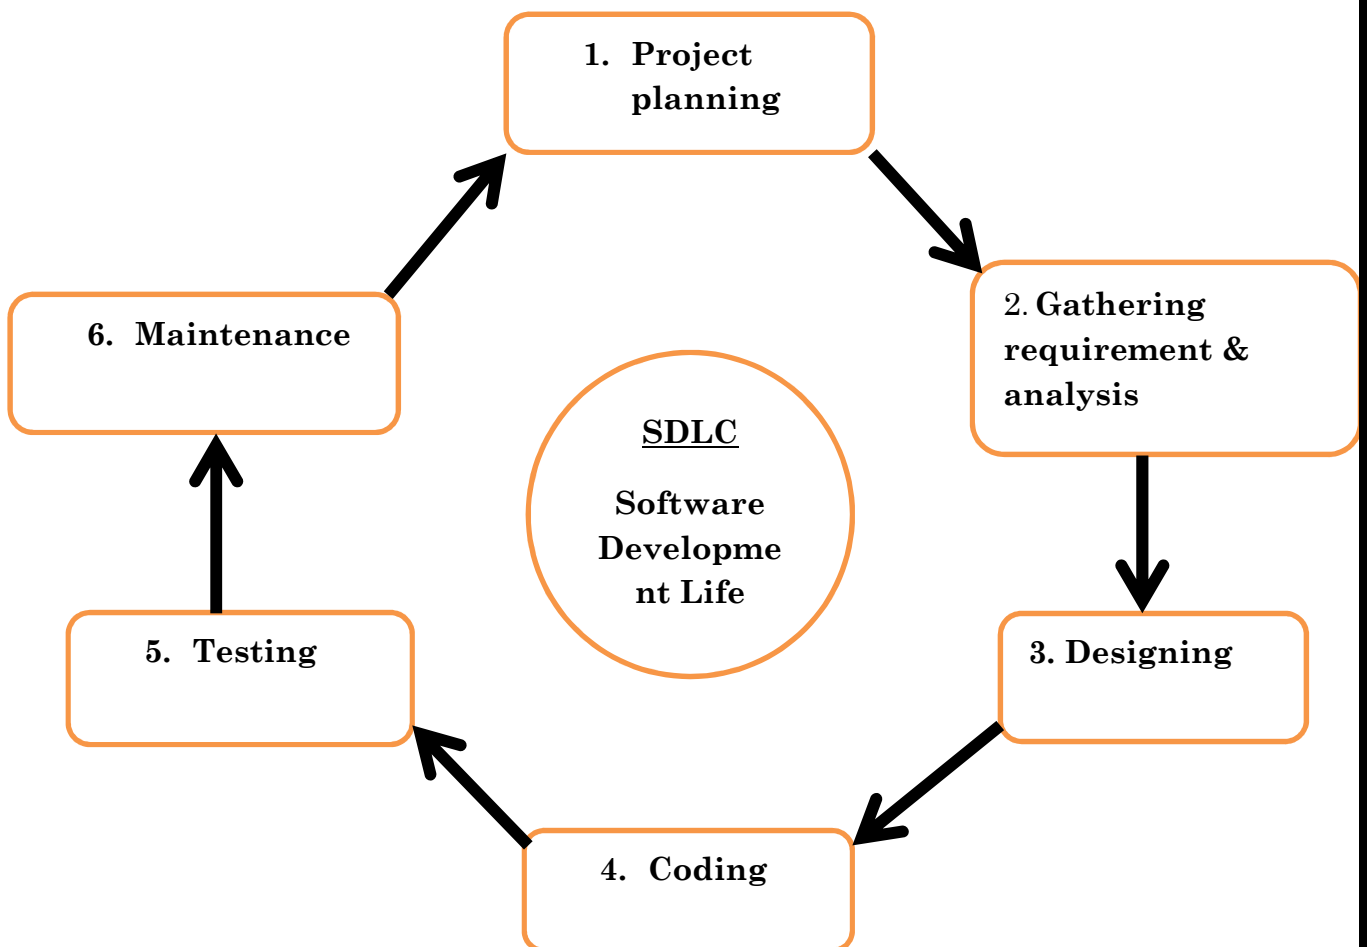 1. Project
planning
2. Gathering
requirement &
analysis
3. Designing
4. Coding
5. Testing
6. Maintenance
SDLC
Software
Developme
nt Life